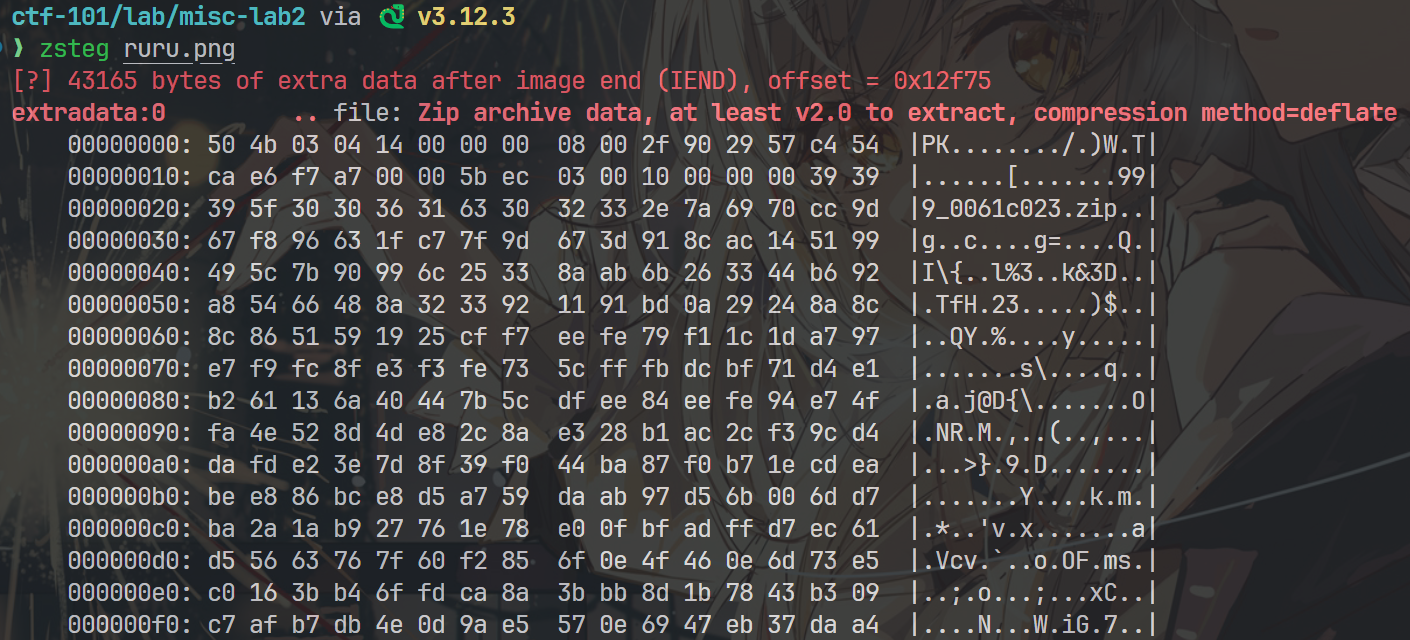 ctf-101/lab/misc-lab2 via v3.12.3
❯ zsteg ruru.png
[?] 43165 bytes of extra data after image end (IEND), offset = 0x12f75
extradata:0 .. file: Zip archive data, at least v2.0 to extract, compression method=deflate
00000000: 50 4b 03 04 14 00 00 00 08 00 2f 90 29 57 c4 54 |PK......../.)W.T|
00000010: ca e6 f7 a7 00 00 5b ec 03 00 10 00 00 00 39 39 |......[.......99|
00000020: 39 5f 30 30 36 31 63 30 32 33 2e 7a 69 70 cc 9d |9_0061c023.zip..|
00000030: 67 f8 96 63 1f c7 7f 9d 67 3d 91 8c ac 14 51 99 |g..c....g=....Q.|
00000040: 49 5c 7b 90 99 6c 25 33 8a ab 6b 26 33 44 b6 92 |I\{..l%3..k&3D..|
00000050: a8 54 66 48 8a 32 33 92 11 91 bd 0a 29 24 8a 8c |.TfH.23.....)$..|
00000060: 8c 86 51 59 19 25 cf f7 ee fe 79 f1 1c 1d a7 97 |..QY.%....y.....|
00000070: e7 f9 fc 8f e3 f3 fe 73 5c ff fb dc bf 71 d4 e1 |.......s\....q..|
00000080: b2 61 13 6a 40 44 7b 5c df ee 84 ee fe 94 e7 4f |.a.j@D{\.......O|
00000090: fa 4e 52 8d 4d e8 2c 8a e3 28 b1 ac 2c f3 9c d4 |.NR.M.,..(..,...|
000000a0: da fd e2 3e 7d 8f 39 f0 44 ba 87 f0 b7 1e cd ea |...>}.9.D.......|
000000b0: be e8 86 bc e8 d5 a7 59 da ab 97 d5 6b 00 6d d7 |.......Y....k.m.|
000000c0: ba 2a 1a b9 27 76 1e 78 e0 0f bf ad ff d7 ec 61 |.*..'v.x.......a|
000000d0: d5 56 63 76 7f 60 f2 85 6f 0e 4f 46 0e 6d 73 e5 |.Vcv.`..o.OF.ms.|
000000e0: c0 16 3b b4 6f fd ca 8a 3b bb 8d 1b 78 43 b3 09 |..;.o...;...xC..|
000000f0: c7 af b7 db 4e 0d 9a e5 57 0e 69 47 eb 37 da a4 |....N...W.iG.7..|